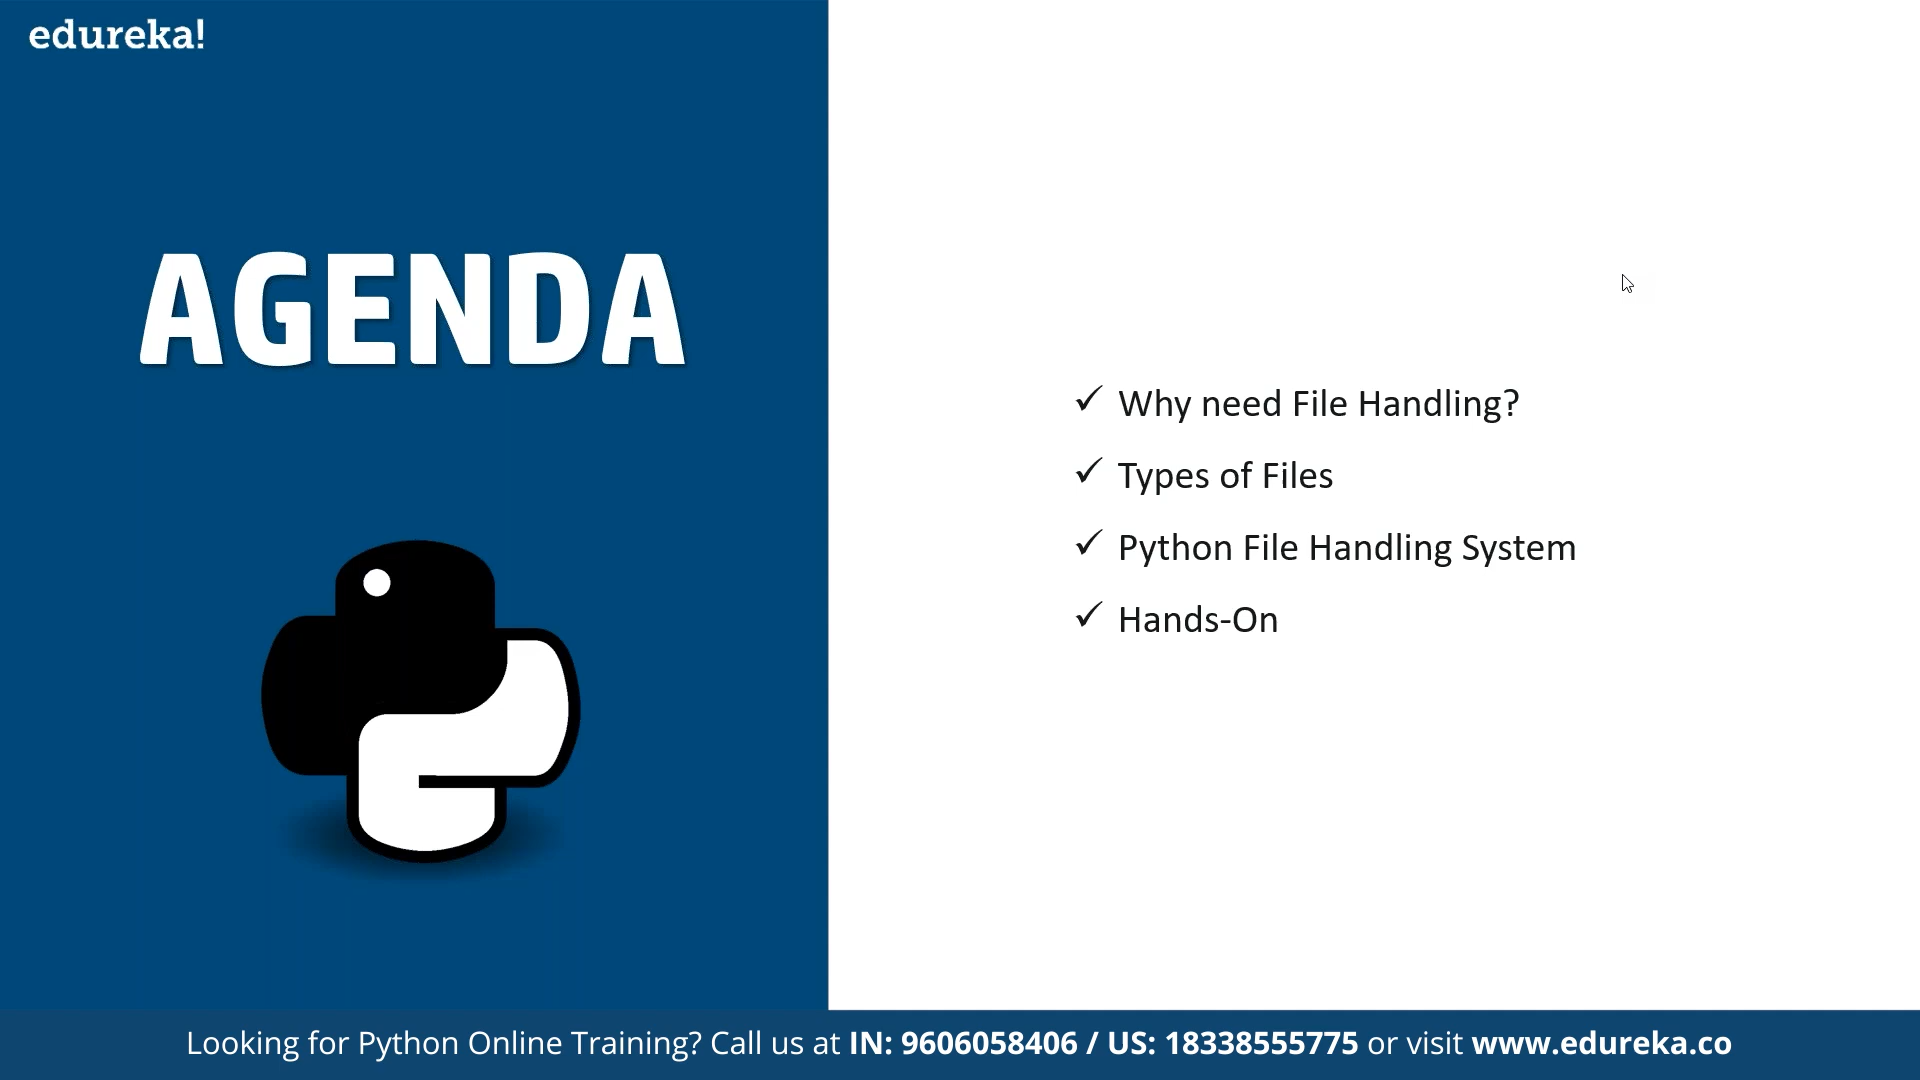 edureka!
AGENDA
✓ Why need File Handling?
✓ Types of Files
✓ Python File Handling System
✓ Hands-On
Looking for Python Online Training? Call us at IN: 9606058406 / US: 18338555775 or visit www.edureka.co